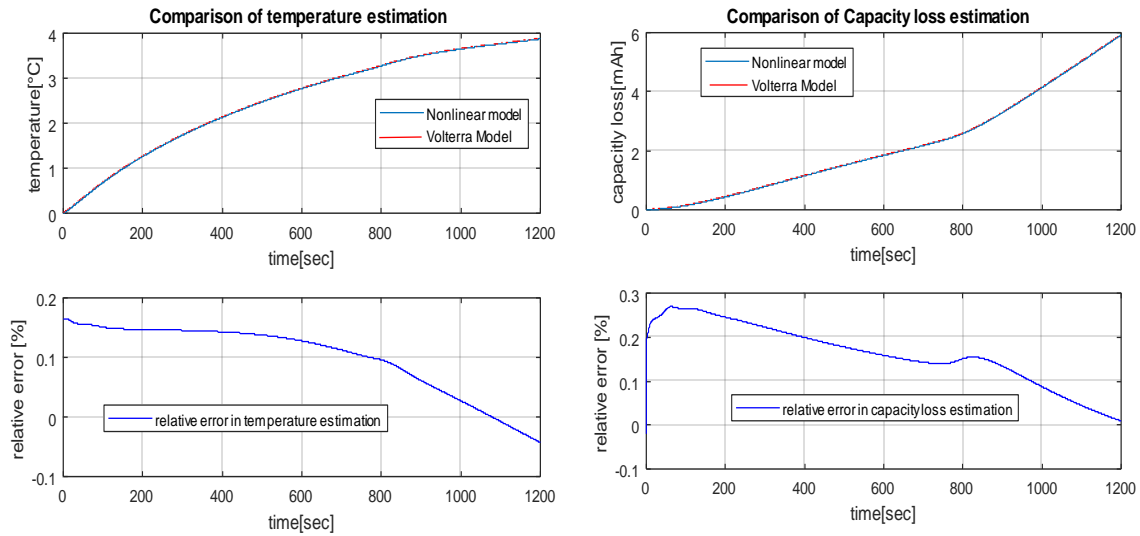 Comparison of temperature estimation
temperature[°C]
4
3
2
1
0
Nonlinear model
Volterra Model
0 200 400 600 800 1000 1200
time[sec]
Comparison of Capacity loss estimation
capacitly loss[mAh]
6
4
2
0
Nonlinear model
Volterra Model
0 200 400 600 800 1000 1200
time[sec]
relative error [%]
0.2
0.1
0
-0.1
relative error in temperature estimation
0 200 400 600 800 1000 1200
time[sec]
relative error [%]
0.3
0.2
0.1
0
-0.1
relative error in capacity loss estimation
0 200 400 600 800 1000 1200
time[sec]